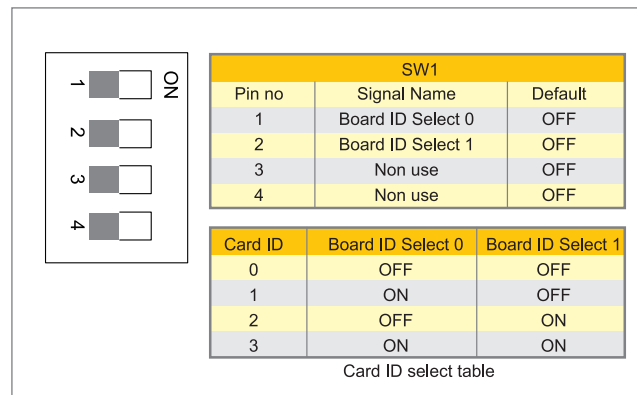 ON
1
2
3
4
SW1
Pin no Signal Name Default
1 Board ID Select 0 OFF
2 Board ID Select 1 OFF
3 Non use OFF
4 Non use OFF
Card ID Board ID Select 0 Board ID Select 1
0 OFF OFF
1 ON OFF
2 OFF ON
3 ON ON
Card ID select table